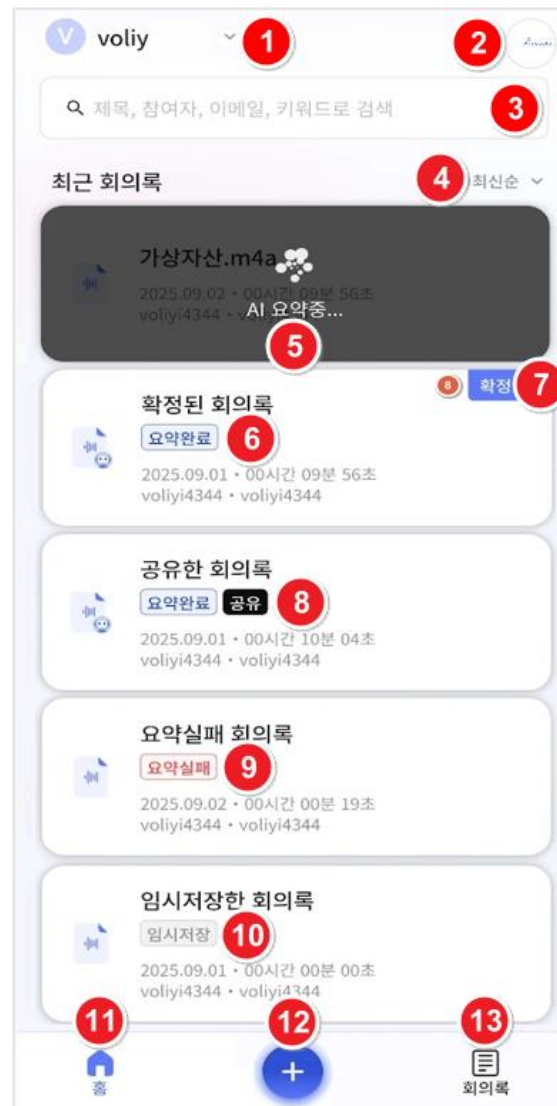 V voliy 1 2
제목, 참여자, 이메일, 키워드로 검색 3
최근 회의록 4 최신순
가상자산.m4a
2025.09.02 • 00시간 09분 56초
AI 요약중...
5
확정된 회의록 8 확정 7
요약완료 6
2025.09.01 • 00시간 09분 56초
voliyi4344 • voliyi4344
공유한 회의록
요약완료 공유 8
2025.09.01 • 00시간 10분 04초
voliyi4344 • voliyi4344
요약실패 회의록
요약실패 9
2025.09.02 • 00시간 00분 19초
voliyi4344 • voliyi4344
임시저장한 회의록
임시저장 10
2025.09.01 • 00시간 00분 00초
voliyi4344 • voliyi4344
11 12 13
홈 + 회의록